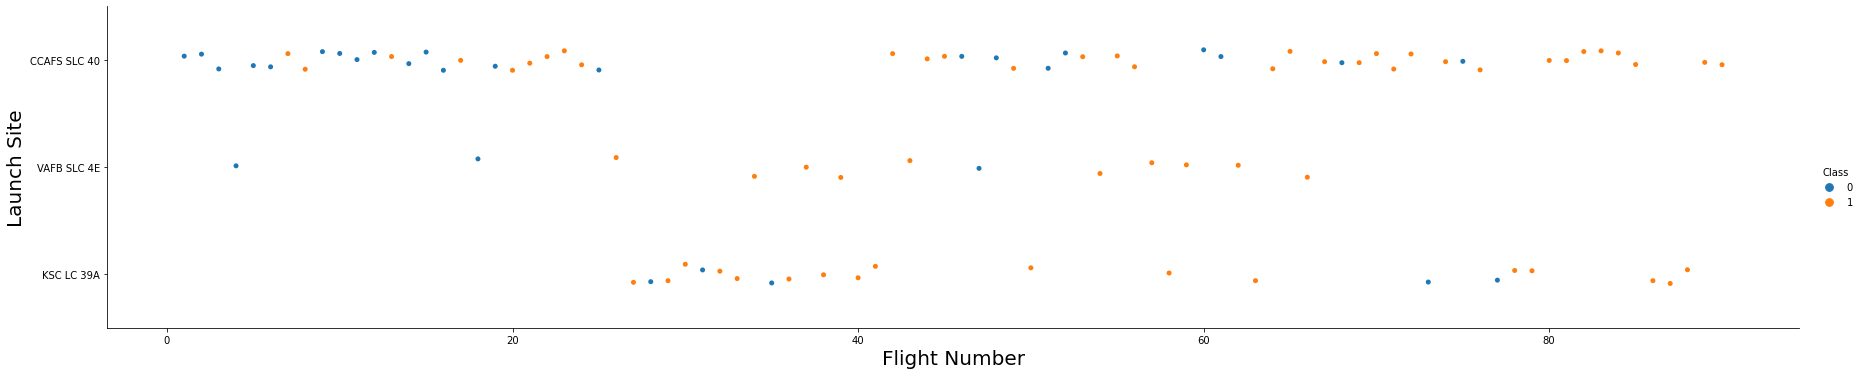 CCAFS SLC 40
VAFB SLC 4E
KSC LC 39A
Launch Site
0 20 40 60 80
Flight Number
Class
0
1